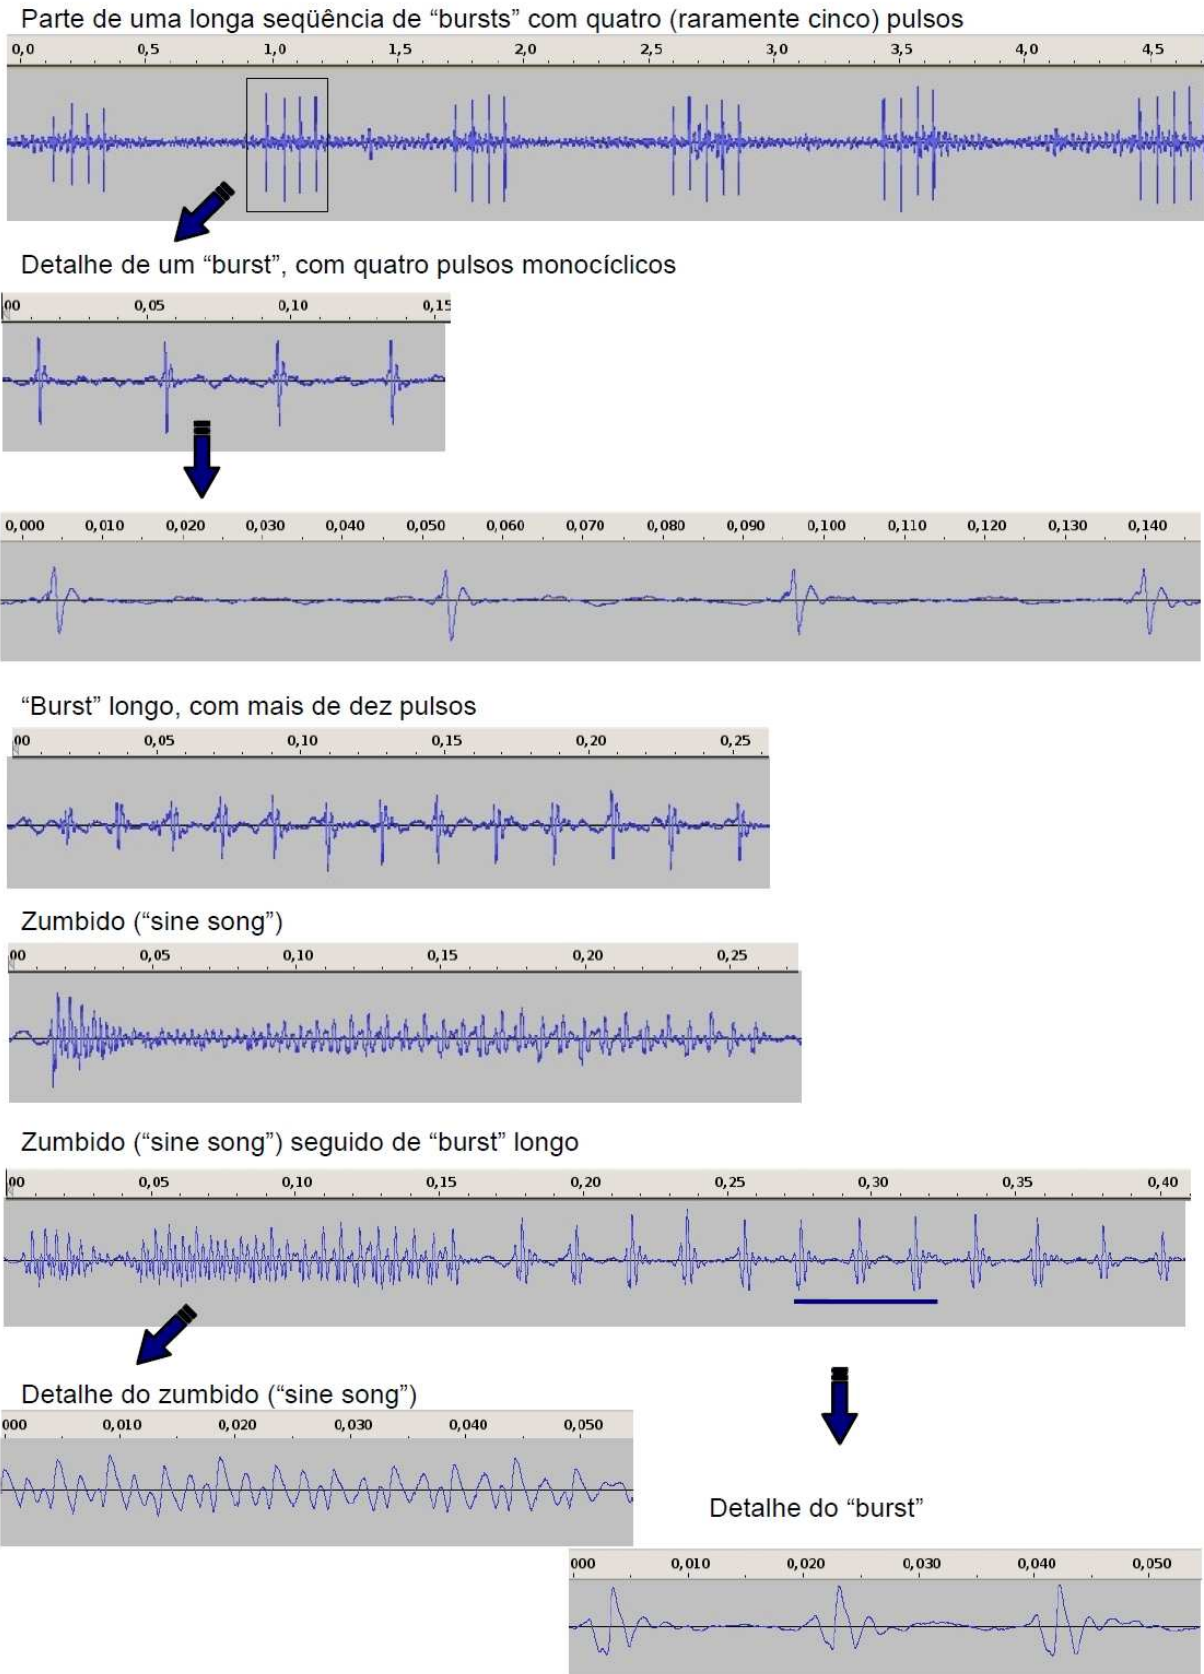 Parte de uma longa seqüência de “bursts” com quatro (raramente cinco) pulsos
0,0 0,5 1,0 1,5 2,0 2,5 3,0 3,5 4,0 4,5
Detalhe de um “burst”, com quatro pulsos monocíclicos
00 0,05 0,10 0,15
0,000 0,010 0,020 0,030 0,040 0,053 0,060 0,070 0,080 0,090 0,100 0,110 0,120 0,130 0,140
“Burst” longo, com mais de dez pulsos
00 0,05 0,10 0,15 0,20 0,25
Zumbido (“sine song”)
00 0,05 0,10 0,15 0,20 0,25
Zumbido (“sine song”) seguido de “burst” longo
00 0,05 0,10 0,15 0,20 0,25 0,30 0,35 0,40
Detalhe do zumbido (“sine song”)
000 0,010 0,020 0,030 0,040 0,050
Detalhe do “burst”
000 0,010 0,020 0,030 0,040 0,050